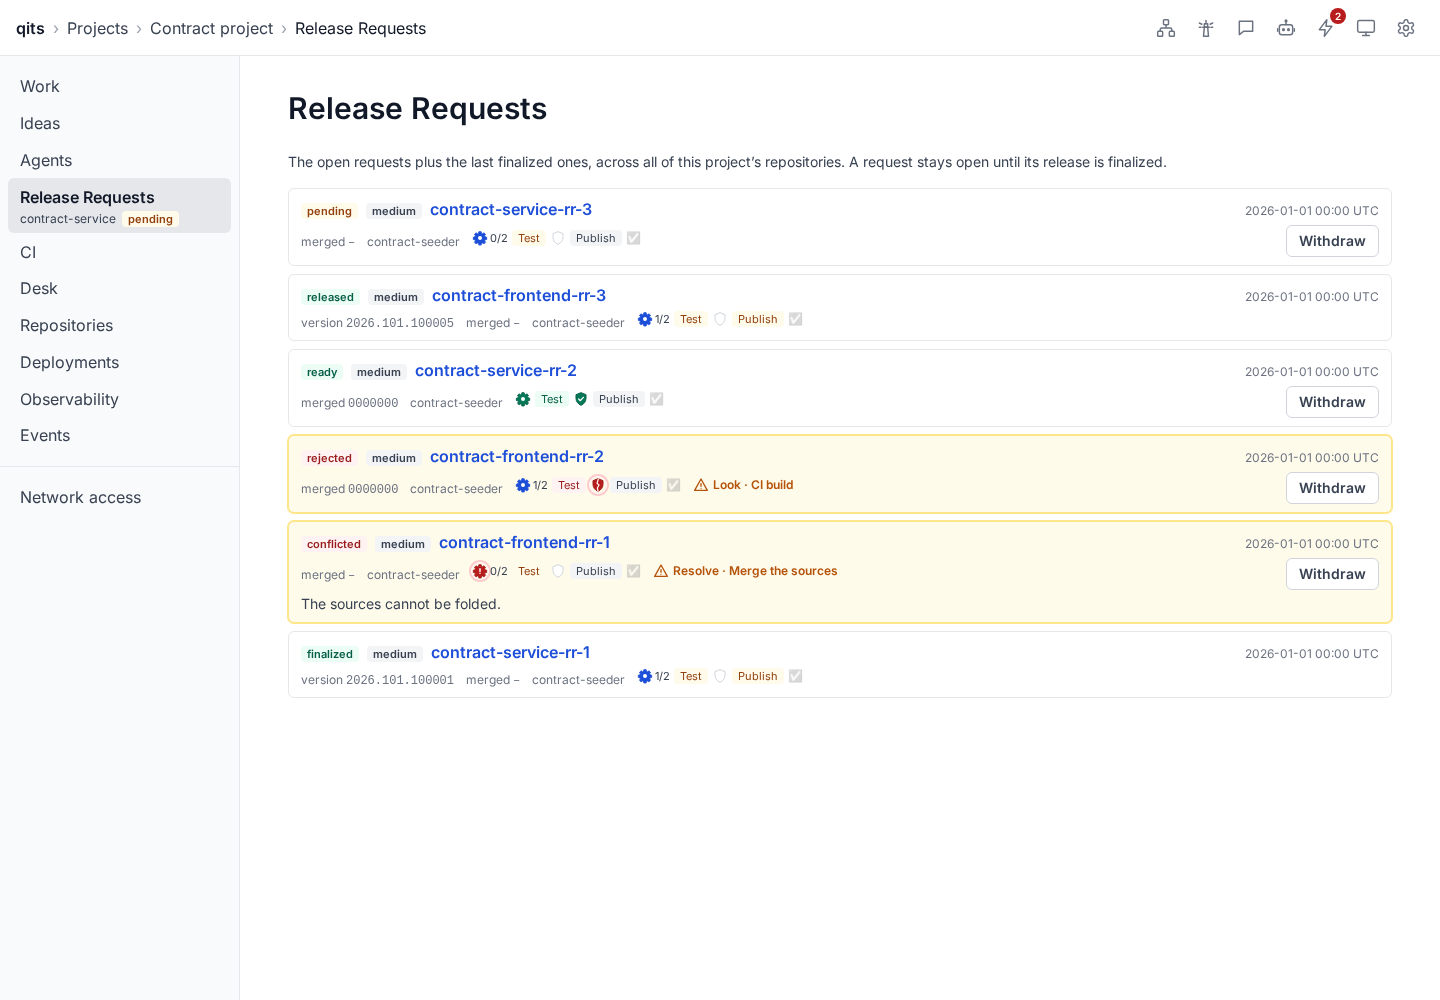 qits › Projects › Contract project › Release Requests
2
Work
Ideas
Agents
Release Requests
contract-service pending
CI
Desk
Repositories
Deployments
Observability
Events
Network access
Release Requests
The open requests plus the last finalized ones, across all of this project’s repositories. A request stays open until its release is finalized.
pending medium contract-service-rr-3 2026-01-01 00:00 UTC
merged – contract-seeder 0/2 Test Publish Withdraw
released medium contract-frontend-rr-3 2026-01-01 00:00 UTC
version 2026.101.100005 merged – contract-seeder 1/2 Test Publish
ready medium contract-service-rr-2 2026-01-01 00:00 UTC
merged 0000000 contract-seeder Test Publish Withdraw
rejected medium contract-frontend-rr-2 2026-01-01 00:00 UTC
merged 0000000 contract-seeder 1/2 Test Publish Look · CI build Withdraw
conflicted medium contract-frontend-rr-1 2026-01-01 00:00 UTC
merged – contract-seeder 0/2 Test Publish Resolve · Merge the sources Withdraw
The sources cannot be folded.
finalized medium contract-service-rr-1 2026-01-01 00:00 UTC
version 2026.101.100001 merged – contract-seeder 1/2 Test Publish